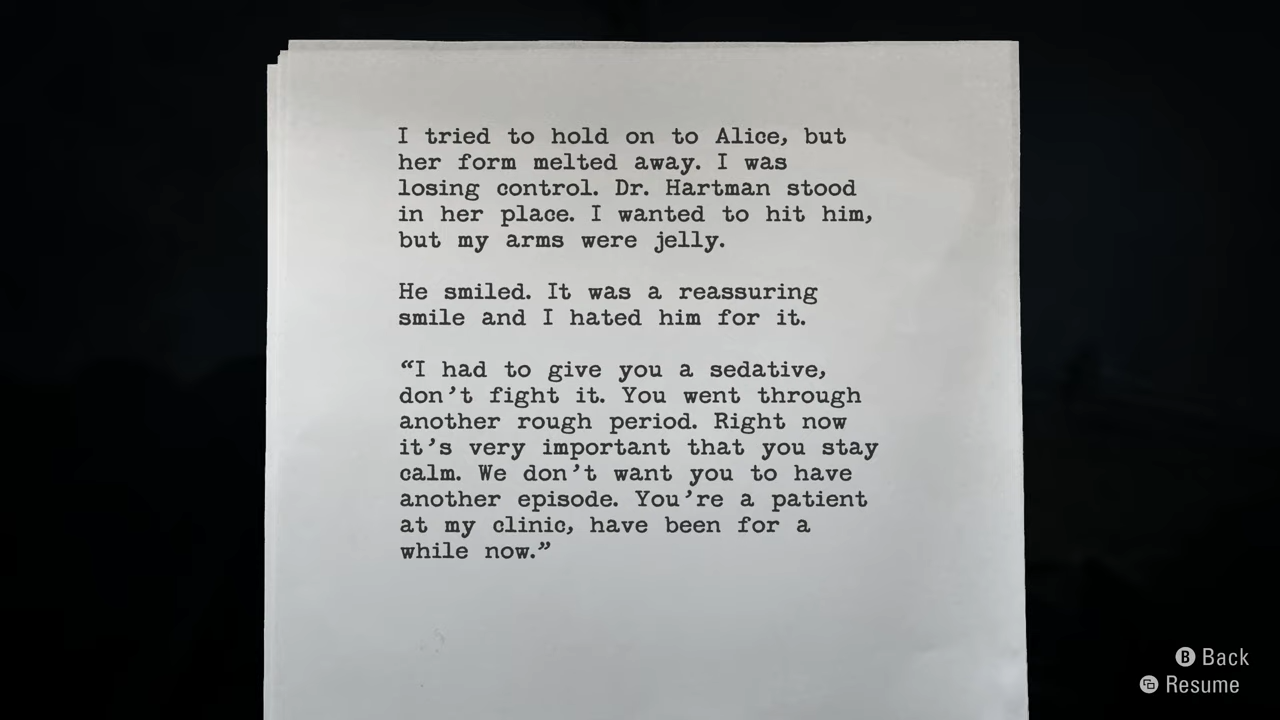 I tried to hold on to Alice, but
her form melted away. I was
losing control. Dr. Hartman stood
in her place. I wanted to hit him,
but my arms were jelly.
He smiled. It was a reassuring
smile and I hated him for it.
“I had to give you a sedative,
don’t fight it. You went through
another rough period. Right now
it’s very important that you stay
calm. We don’t want you to have
another episode. You’re a patient
at my clinic, have been for a
while now.”
B Back
Resume